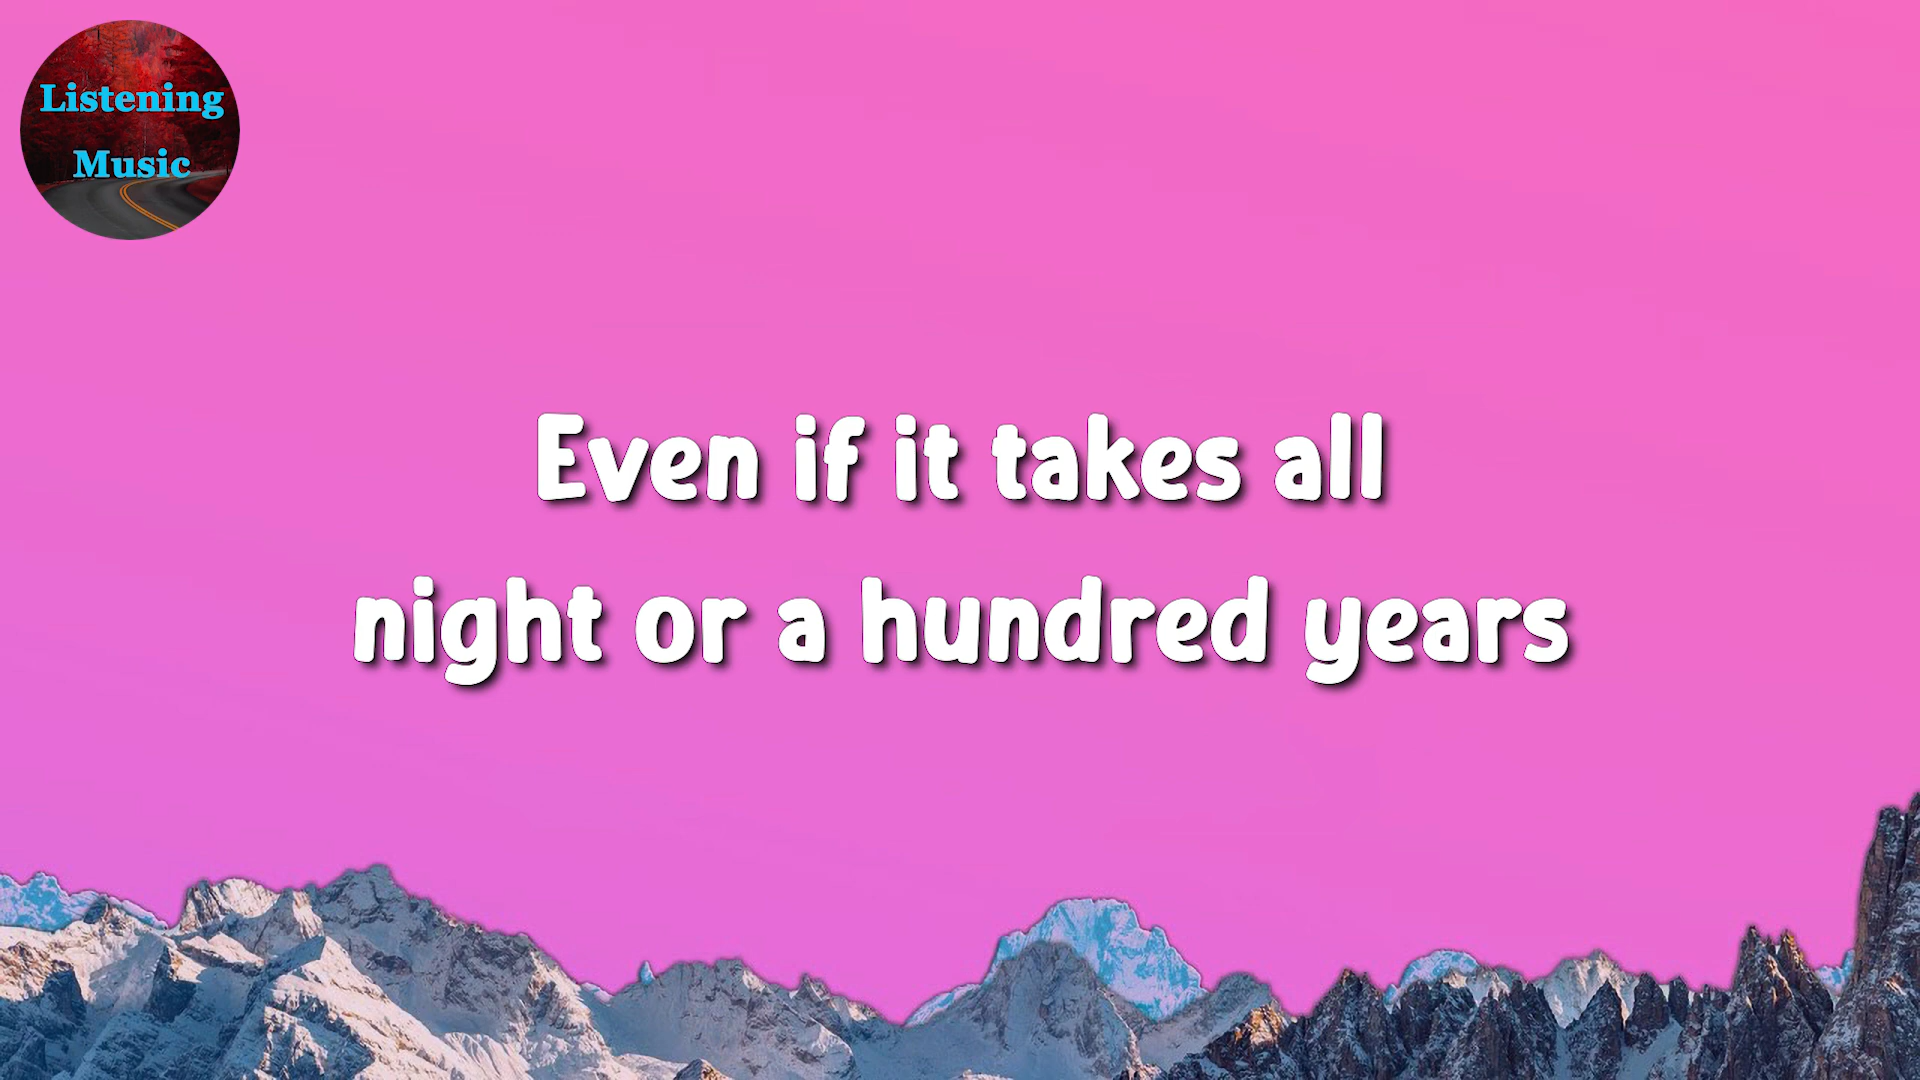 Listening
Music
Even if it takes all
night or a hundred years